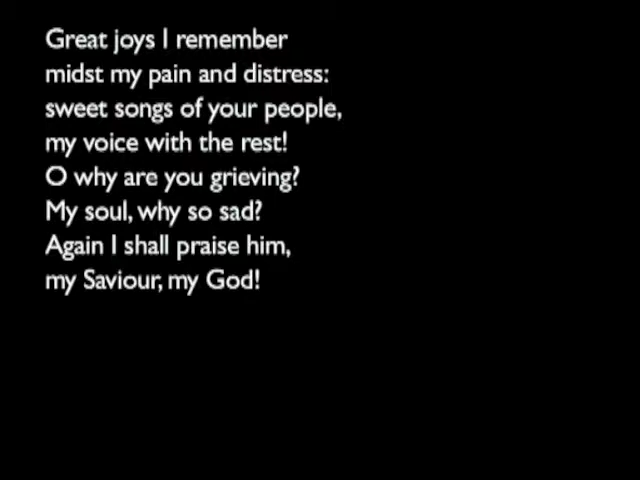 Great joys I remember
midst my pain and distress:
sweet songs of your people,
my voice with the rest!
O why are you grieving?
My soul, why so sad?
Again I shall praise him,
my Saviour, my God!